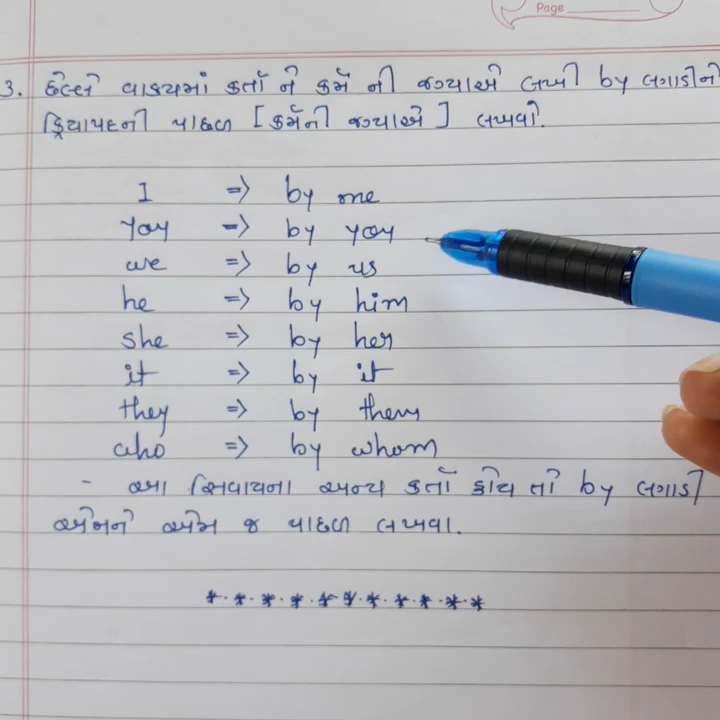 Page
3. છેલ્લે વાક્યમાં કર્તા ને કર્મ ની જગ્યાએ લખી by લગાડીને
ક્રિયાપદની પાછળ [કર્મની જગ્યાએ] લખવો.
I => by me
You => by you
we => by us
he => by him
she => by her
it => by it
they => by them
who => by whom
- આ સિવાયના અન્ય કર્તા હોય તો by લગાડી
એમને એમ જ પાછળ લખવા.